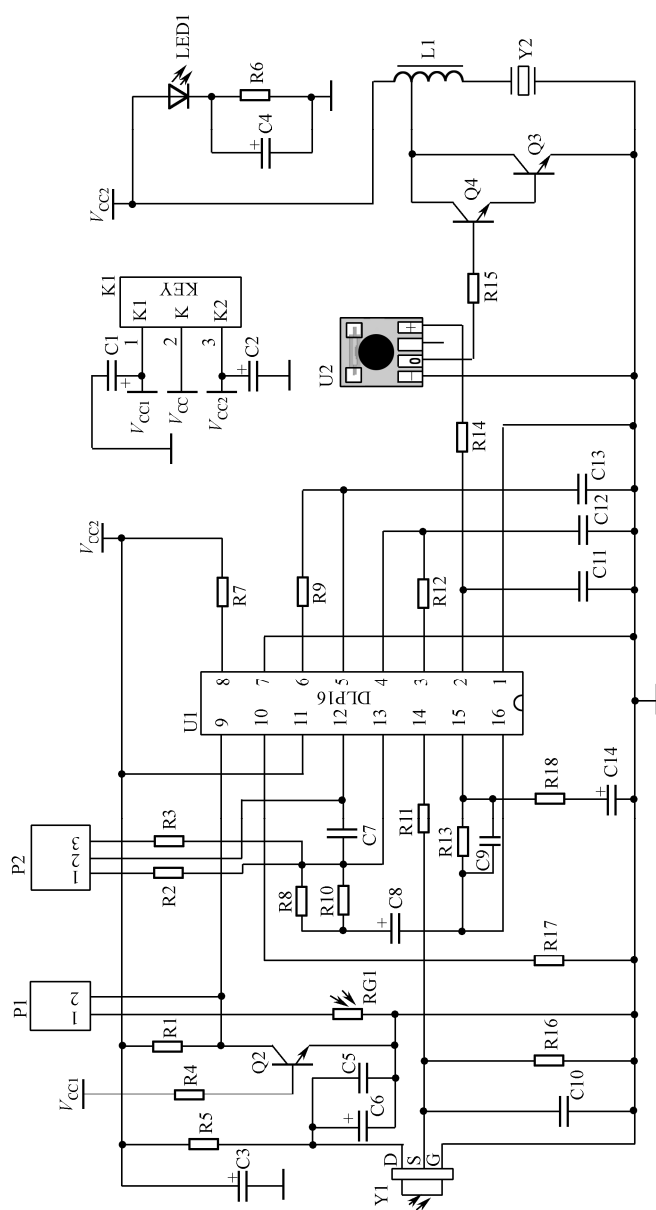 LED1
R6
C4
+
VCC2
L1
Y2
Q3
Q4
R15
K1
KEY
K1
K
K2
1
2
3
C1
+
VCC1
VCC
VCC2
C2
+
U2
+
0
−
R14
VCC2
R7
R9
R12
C13
C12
C11
8
7
6
5
4
3
2
1
U1
DLP16
9
10
11
12
13
14
15
16
P2
3
2
1
R3
R2
C7
R8
R10
C8
+
R11
R13
C9
R18
C14
+
P1
2
1
R1
RG1
R17
Q2
VCC1
R4
R5
C5
C6
+
R16
C10
C3
+
Y1
D
S
G